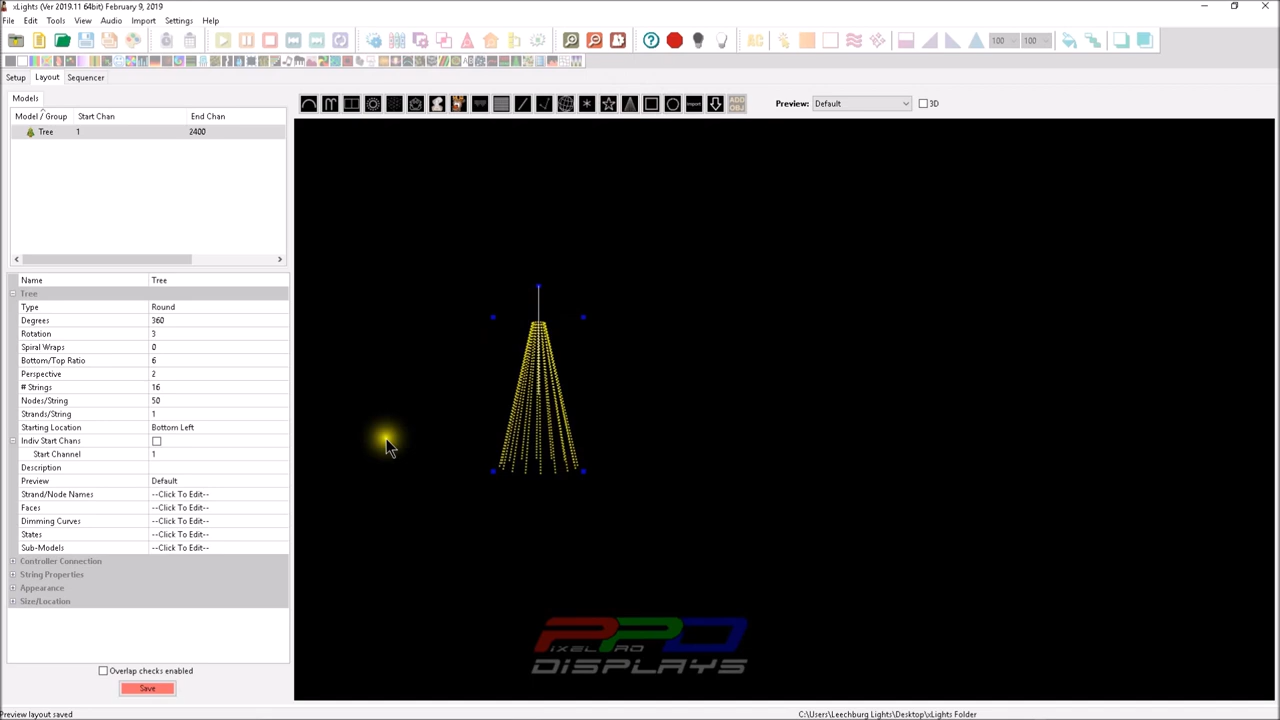 xLights (Ver 2019.11 64bit) February 9, 2019
File Edit Tools View Audio Import Settings Help
100 100
Setup Layout Sequencer
Models
Import ADD OBJ Preview: Default 3D
Model / Group Start Chan End Chan
Tree 1 2400
Name Tree
Tree
Type Round
Degrees 360
Rotation 3
Spiral Wraps 0
Bottom/Top Ratio 6
Perspective 2
# Strings 16
Nodes/String 50
Strands/String 1
Starting Location Bottom Left
Indiv Start Chans
Start Channel 1
Description
Preview Default
Strand/Node Names --Click To Edit--
Faces --Click To Edit--
Dimming Curves --Click To Edit--
States --Click To Edit--
Sub-Models --Click To Edit--
Controller Connection
String Properties
Appearance
Size/Location
PPD
PIXEL PRO
DISPLAYS
Overlap checks enabled
Save
Preview layout saved C:\Users\Leechburg Lights\Desktop\xLights Folder